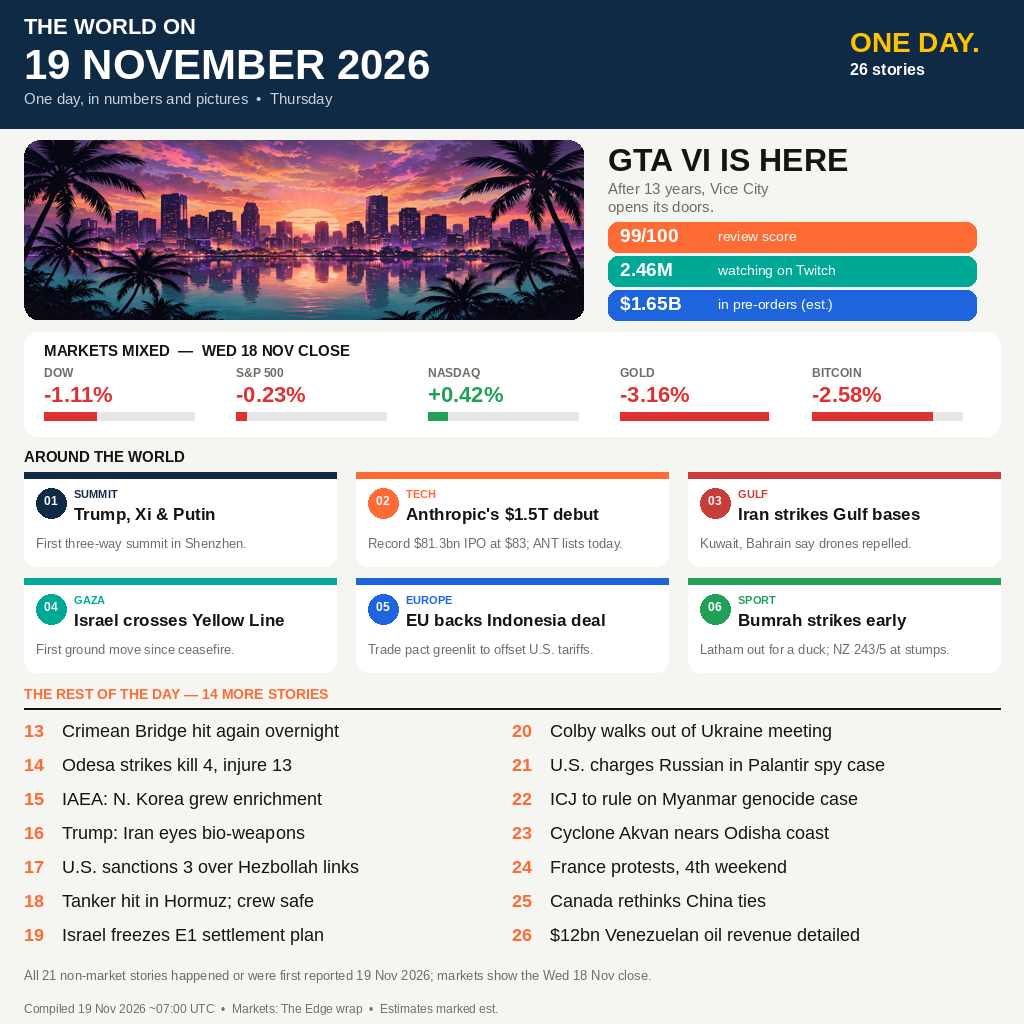 THE WORLD ON
19 NOVEMBER 2026
One day, in numbers and pictures • Thursday
ONE DAY.
26 stories
GTA VI IS HERE
After 13 years, Vice City
opens its doors.
99/100 review score
2.46M watching on Twitch
$1.65B in pre-orders (est.)
MARKETS MIXED — WED 18 NOV CLOSE
DOW
-1.11%
S&P 500
-0.23%
NASDAQ
+0.42%
GOLD
-3.16%
BITCOIN
-2.58%
AROUND THE WORLD
01 SUMMIT
Trump, Xi & Putin
First three-way summit in Shenzhen.
02 TECH
Anthropic's $1.5T debut
Record $81.3bn IPO at $83; ANT lists today.
03 GULF
Iran strikes Gulf bases
Kuwait, Bahrain say drones repelled.
04 GAZA
Israel crosses Yellow Line
First ground move since ceasefire.
05 EUROPE
EU backs Indonesia deal
Trade pact greenlit to offset U.S. tariffs.
06 SPORT
Bumrah strikes early
Latham out for a duck; NZ 243/5 at stumps.
THE REST OF THE DAY — 14 MORE STORIES
13 Crimean Bridge hit again overnight
14 Odesa strikes kill 4, injure 13
15 IAEA: N. Korea grew enrichment
16 Trump: Iran eyes bio-weapons
17 U.S. sanctions 3 over Hezbollah links
18 Tanker hit in Hormuz; crew safe
19 Israel freezes E1 settlement plan
20 Colby walks out of Ukraine meeting
21 U.S. charges Russian in Palantir spy case
22 ICJ to rule on Myanmar genocide case
23 Cyclone Akvan nears Odisha coast
24 France protests, 4th weekend
25 Canada rethinks China ties
26 $12bn Venezuelan oil revenue detailed
All 21 non-market stories happened or were first reported 19 Nov 2026; markets show the Wed 18 Nov close.
Compiled 19 Nov 2026 ~07:00 UTC • Markets: The Edge wrap • Estimates marked est.